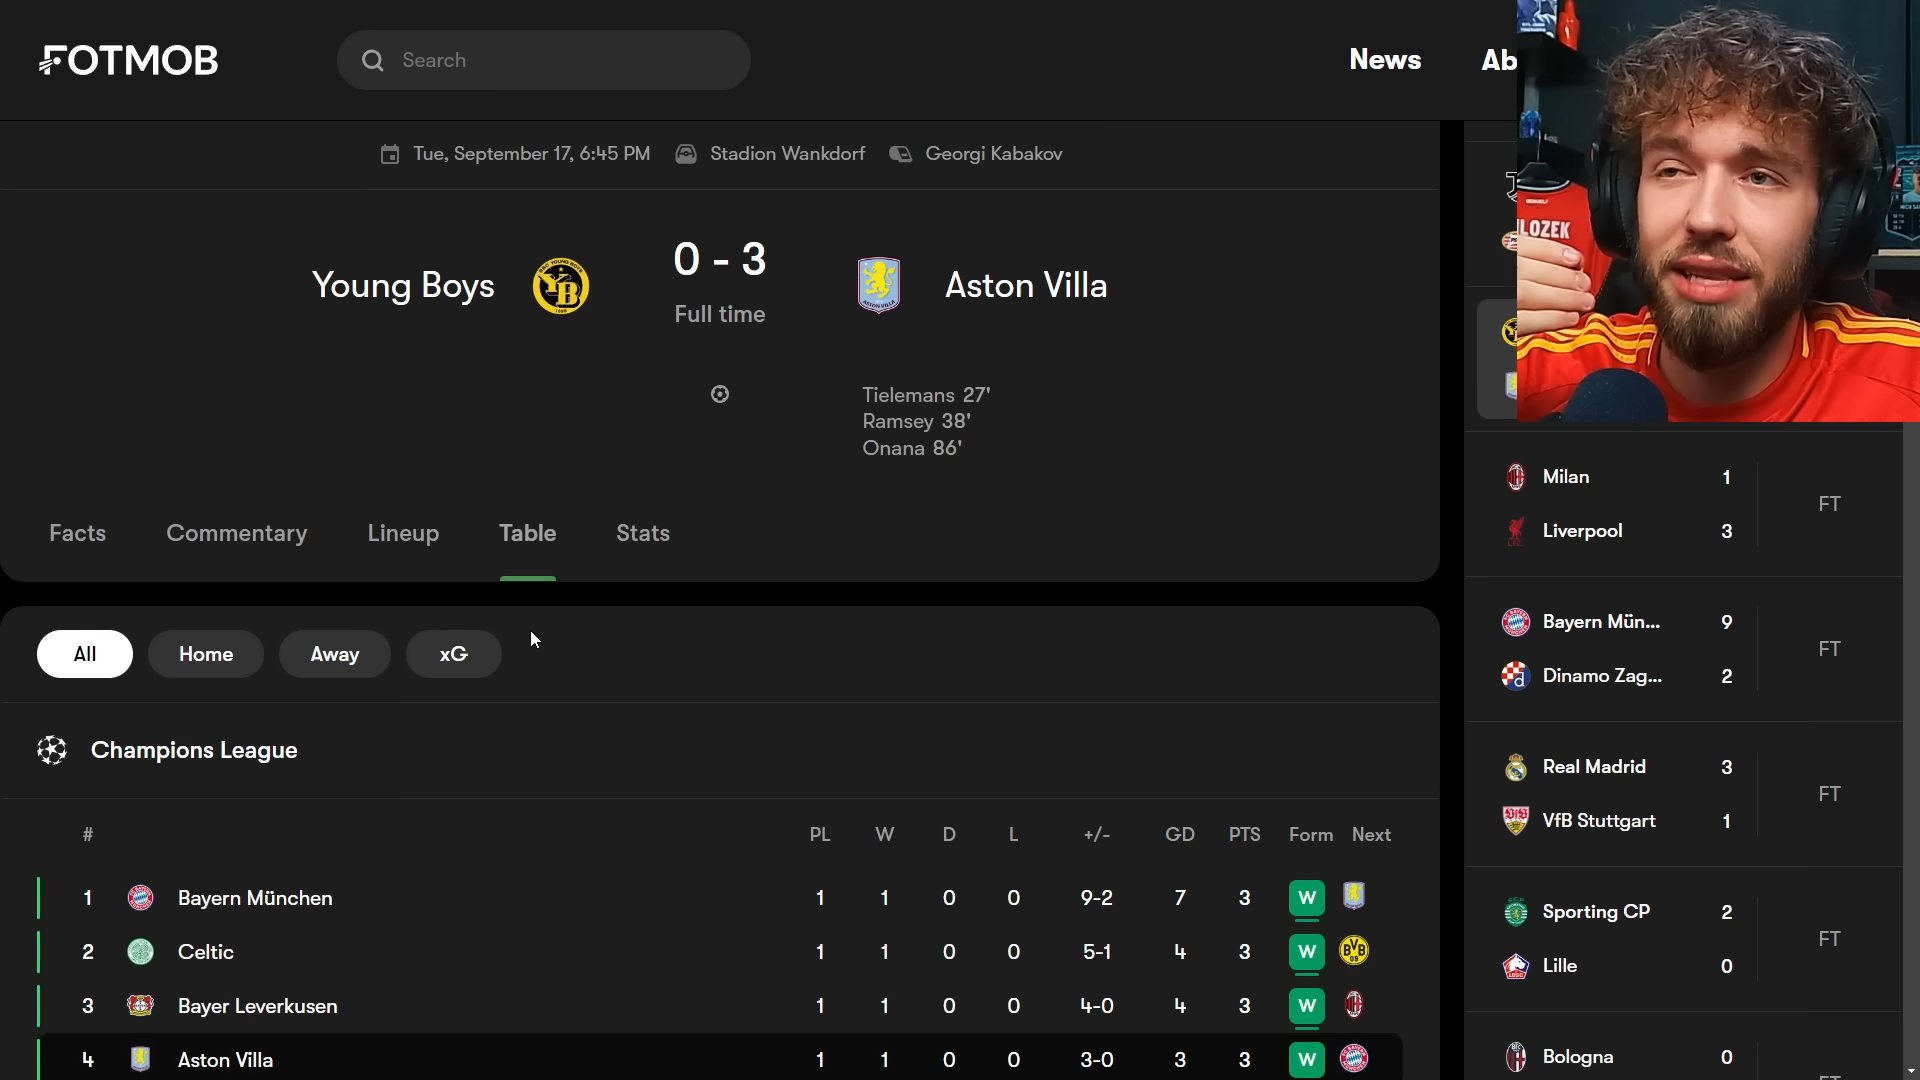 FOTMOB
Search
News
Ab
Tue, September 17, 6:45 PM
Stadion Wankdorf
Georgi Kabakov
Young Boys
0 - 3
Full time
Aston Villa
Tielemans 27'
Ramsey 38'
Onana 86'
Facts
Commentary
Lineup
Table
Stats
All
Home
Away
xG
Champions League
# PL W D L +/- GD PTS Form Next
1 Bayern München 1 1 0 0 9-2 7 3 W
2 Celtic 1 1 0 0 5-1 4 3 W
3 Bayer Leverkusen 1 1 0 0 4-0 4 3 W
4 Aston Villa 1 1 0 0 3-0 3 3 W
LOZEK
Milan 1
Liverpool 3
FT
Bayern Mün... 9
Dinamo Zag... 2
FT
Real Madrid 3
VfB Stuttgart 1
FT
Sporting CP 2
Lille 0
FT
Bologna 0